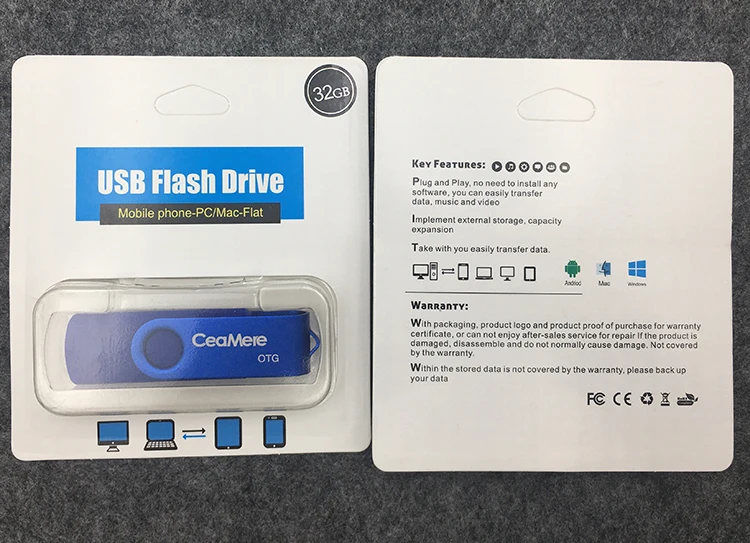 32GB
USB Flash Drive
Mobile phone-PC/Mac-Flat
CeaMere
OTG
Key Features:
Plug and Play, no need to install any
software, you can easily transfer
data, music and video
Implement external storage, capacity
expansion
Take with you easily transfer data.
Android
Mac
Windows
Warranty:
With packaging, product logo and product proof of purchase for warranty
certificate, or can not enjoy after-sales service for repair If the product is
damaged, disassemble and do not normally cause damage. Not covered
by the warranty.
Within the stored data is not covered by the warranty, please back up
your data
FC CE